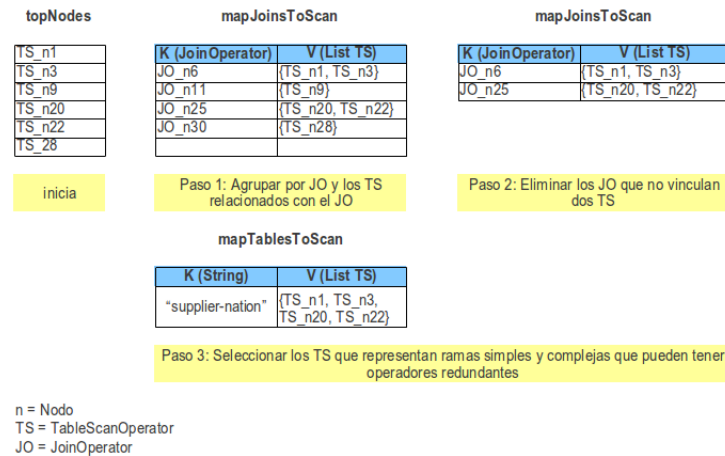 topNodes
TS_n1
TS_n3
TS_n9
TS_n20
TS_n22
TS_28
inicia
mapJoinsToScan
K (JoinOperator) V (List TS)
JO_n6 {TS_n1, TS_n3}
JO_n11 {TS_n9}
JO_n25 {TS_n20, TS_n22}
JO_n30 {TS_n28}
Paso 1: Agrupar por JO y los TS
relacionados con el JO
mapJoinsToScan
K (JoinOperator) V (List TS)
JO_n6 {TS_n1, TS_n3}
JO_n25 {TS_n20, TS_n22}
Paso 2: Eliminar los JO que no vinculan
dos TS
mapTablesToScan
K (String) V (List TS)
“supplier-nation” {TS_n1, TS_n3,
TS_n20, TS_n22}
Paso 3: Seleccionar los TS que representan ramas simples y complejas que pueden tener
operadores redundantes
n = Nodo
TS = TableScanOperator
JO = JoinOperator